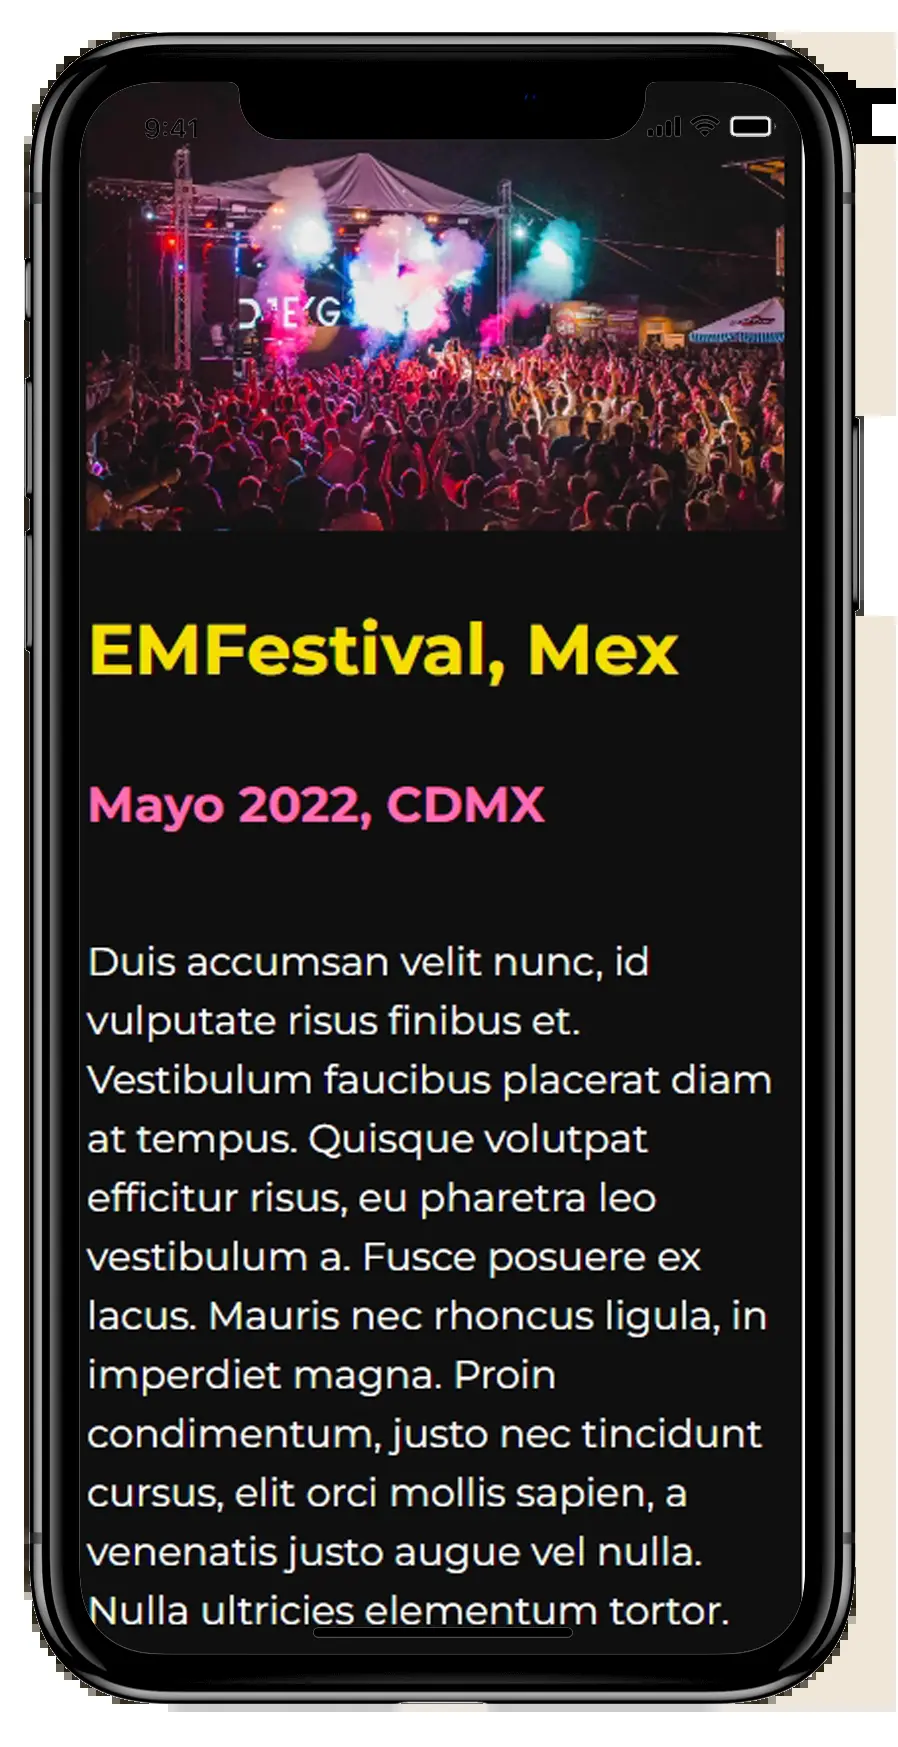 9:41
EMFestival, Mex
Mayo 2022, CDMX
Duis accumsan velit nunc, id
vulputate risus finibus et.
Vestibulum faucibus placerat diam
at tempus. Quisque volutpat
efficitur risus, eu pharetra leo
vestibulum a. Fusce posuere ex
lacus. Mauris nec rhoncus ligula, in
imperdiet magna. Proin
condimentum, justo nec tincidunt
cursus, elit orci mollis sapien, a
venenatis justo augue vel nulla.
Nulla ultricies elementum tortor.